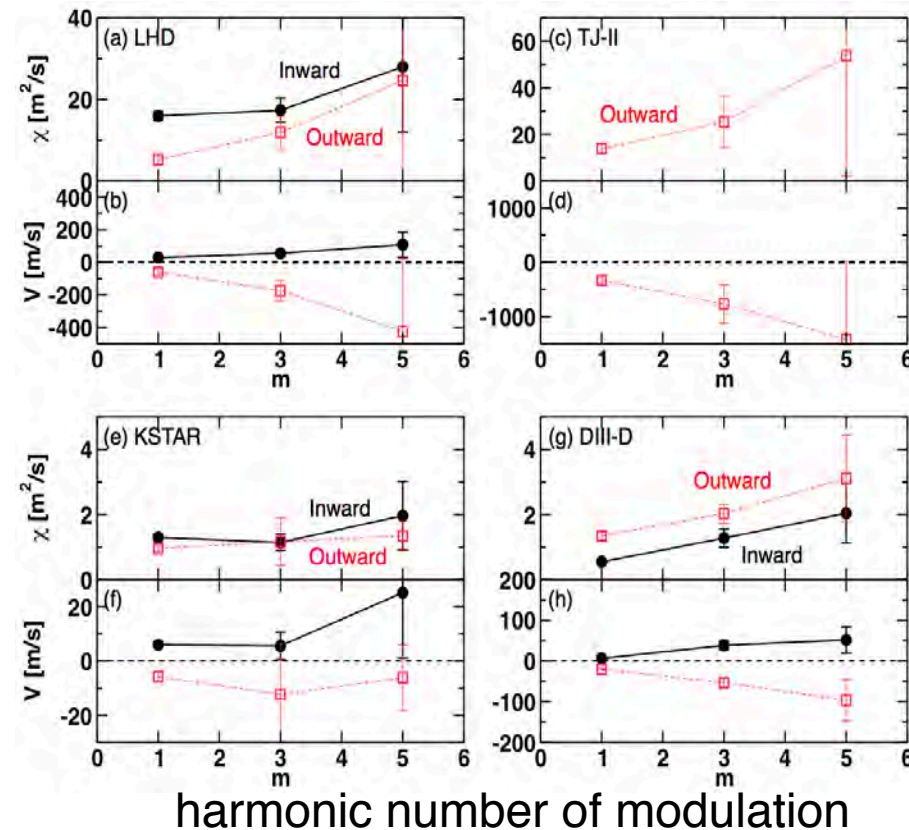 (a) LHD
Inward
Outward
χ [m²/s]
40
20
0
(b)
V [m/s]
400
200
0
-200
-400
0 1 2 3 4 5 6
m
(c) TJ-II
Outward
60
40
20
0
(d)
1000
0
-1000
0 1 2 3 4 5 6
m
(e) KSTAR
Inward
Outward
χ [m²/s]
4
2
0
(f)
V [m/s]
20
0
-20
0 1 2 3 4 5 6
m
(g) DIII-D
Outward
Inward
4
2
200
(h)
100
0
-100
-200
0 1 2 3 4 5 6
m
harmonic number of modulation